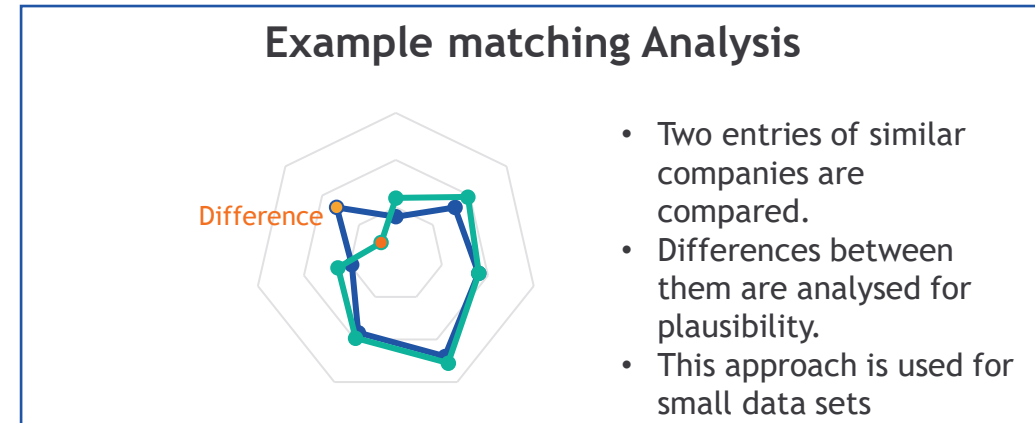 Example matching Analysis
Difference
• Two entries of similar
companies are
compared.
• Differences between
them are analysed for
plausibility.
• This approach is used for
small data sets